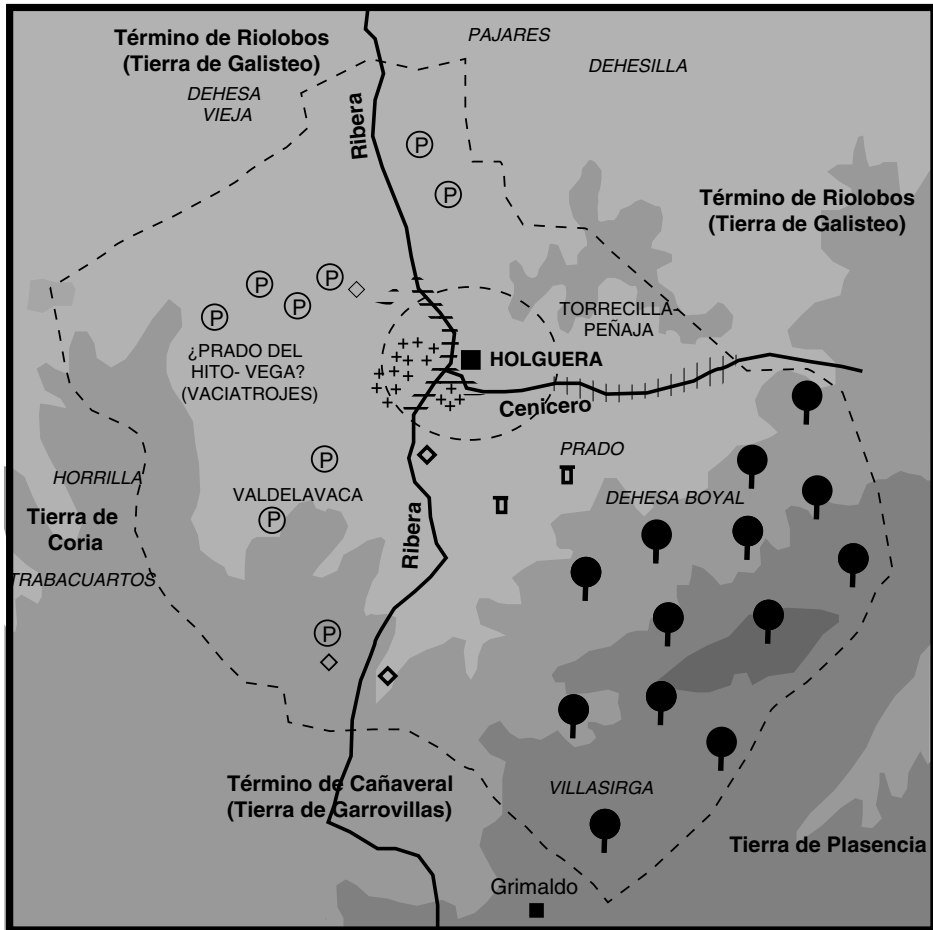 Término de Riolobos
(Tierra de Galisteo)
PAJARES
DEHESILLA
DEHESA
VIEJA
Ribera
P
P
Término de Riolobos
(Tierra de Galisteo)
P
P
P
P
TORRECILLA-
PEÑAJA
¿PRADO DEL
HITO- VEGA?
(VACIATROJES)
HOLGUERA
Cenicero
PRADO
P
HORRILLA
VALDELAVACA
DEHESA BOYAL
P
Tierra de
Coria
Ribera
TRABACUARTOS
P
Término de Cañaveral
(Tierra de Garrovillas)
VILLASIRGA
Tierra de Plasencia
Grimaldo